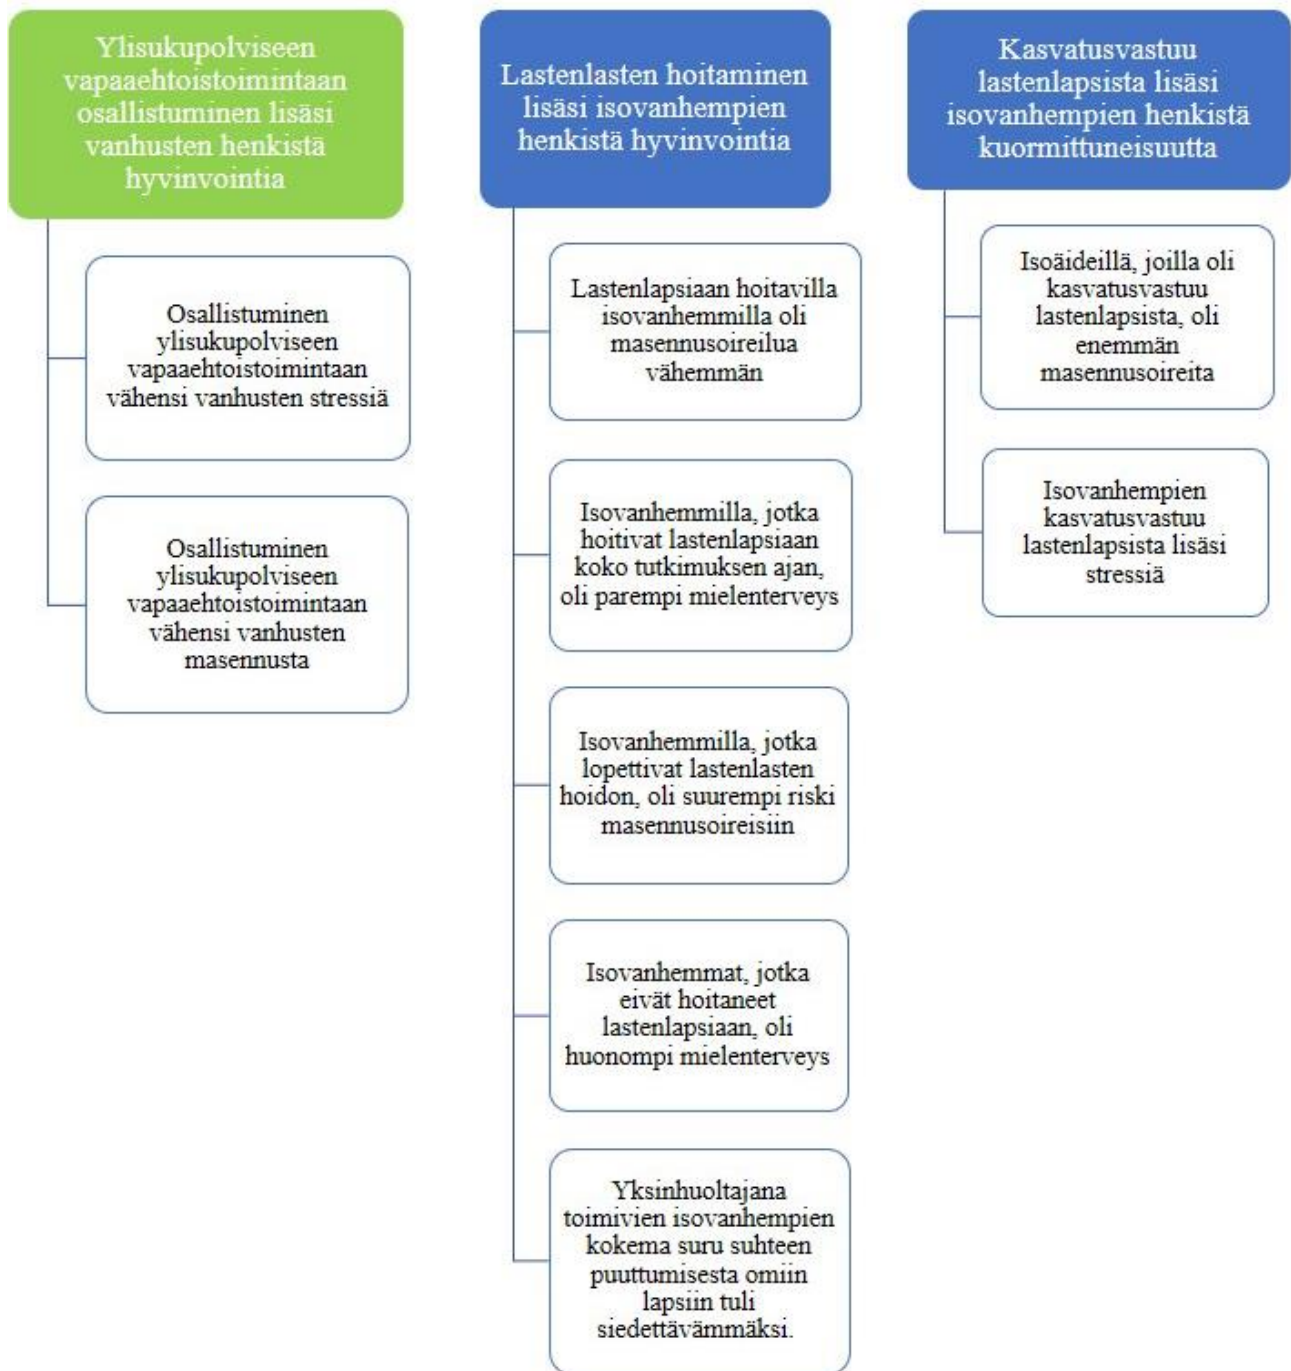 Ylisukupolviseen
vapaaehtoistoimintaan
osallistuminen lisäsi
vanhusten henkistä
hyvinvointia
Osallistuminen
ylisukupolviseen
vapaaehtoistoimintaan
vähensi vanhusten stressiä
Osallistuminen
ylisukupolviseen
vapaaehtoistoimintaan
vähensi vanhusten
masennusta
Lastenlasten hoitaminen
lisäsi isovanhempien
henkistä hyvinvointia
Lastenlapsiaan hoitavilla
isovanhemmilla oli
masennusoireilua
vähemmän
Isovanhemmilla, jotka
hoitivat lastenlapsiaan
koko tutkimuksen ajan,
oli parempi mielenterveys
Isovanhemmilla, jotka
lopettivat lastenlasten
hoidon, oli suurempi riski
masennusoireisiin
Isovanhemmat, jotka
eivät hoitaneet
lastenlapsiaan, oli
huonompi mielenterveys
Yksinhuoltajana
toimivien isovanhempien
kokema suru suhteen
puuttumisesta omiin
lapsiin tuli
siedettävämmäksi.
Kasvatusvastuu
lastenlapsista lisäsi
isovanhempien henkistä
kuormittuneisuutta
Isoäideillä, joilla oli
kasvatusvastuu
lastenlapsista, oli
enemmän
masennusoireita
Isovanhempien
kasvatusvastuu
lastenlapsista lisäsi
stressiä